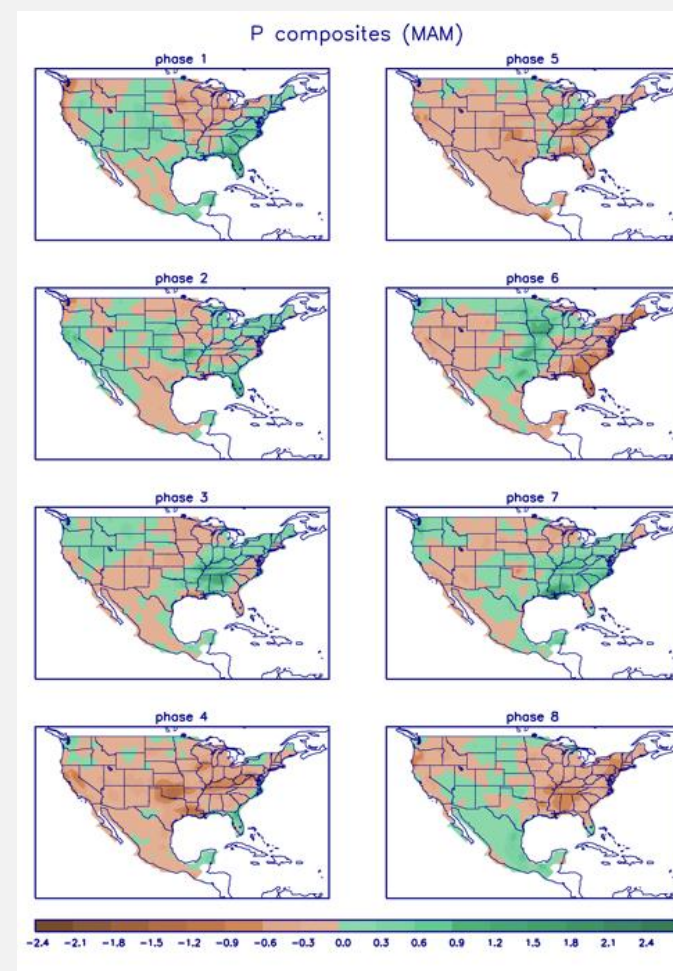 P composites (MAM)
phase 1
phase 5
phase 2
phase 6
phase 3
phase 7
phase 4
phase 8
-2.4 -2.1 -1.8 -1.5 -1.2 -0.9 -0.6 -0.3 0.0 0.3 0.6 0.9 1.2 1.5 1.8 2.1 2.4